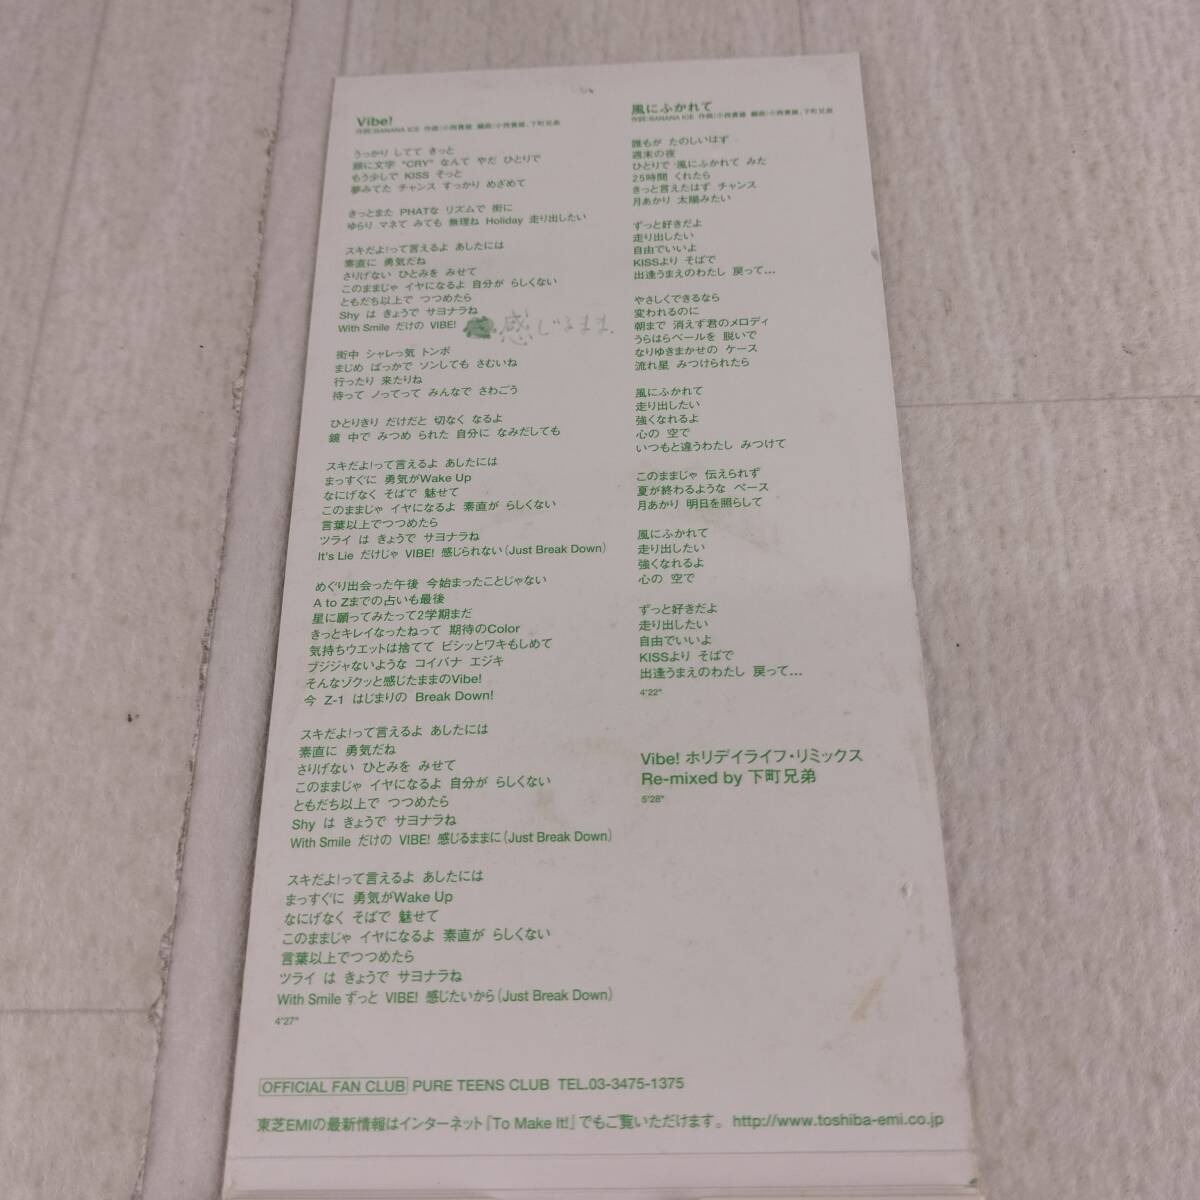 Vibe!
作詞:BANANA ICE 作曲:小西貴雄 編曲:小西貴雄、下町兄弟
うっかり してて きっと
顔に文字 "CRY" なんて やだ ひとりで
もう少しで KISS そっと
夢みてた チャンス すっかり めざめて
きっとまた PHATな リズムで 街に
ゆらり マネて みても 無理ね Holiday 走り出したい
スキだよ!って言えるよ あしたには
素直に 勇気だね
さりげない ひとみを みせて
このままじゃ イヤになるよ 自分が らしくない
ともだち以上で つつめたら
Shy は きょうで サヨナラね
With Smile だけの VIBE! 感じるまま.
街中 シャレっ気 トンボ
まじめ ばっかで ソンしても さむいね
行ったり 来たりね
待って ノってって みんなで さわごう
ひとりきり だけだと 切なく なるよ
鏡 中で みつめ られた 自分に なみだしても
スキだよ!って言えるよ あしたには
まっすぐに 勇気がWake Up
なにげなく そばで 魅せて
このままじゃ イヤになるよ 素直が らしくない
言葉以上でつつめたら
ツライ は きょうで サヨナラね
It's Lie だけじゃ VIBE! 感じられない(Just Break Down)
めぐり出会った午後 今始まったことじゃない
A to Zまでの占いも最後
星に願ってみたって2学期まだ
きっとキレイなったねって 期待のColor
気持ちウエットは捨てて ビシッとワキもしめて
ブジジャないような コイバナ エジキ
そんなゾクッと感じたままのVibe!
今 Z-1 はじまりの Break Down!
スキだよ!って言えるよ あしたには
素直に 勇気だね
さりげない ひとみを みせて
このままじゃ イヤになるよ 自分が らしくない
ともだち以上で つつめたら
Shy は きょうで サヨナラね
With Smile だけの VIBE! 感じるままに(Just Break Down)
スキだよ!って言えるよ あしたには
まっすぐに 勇気がWake Up
なにげなく そばで 魅せて
このままじゃ イヤになるよ 素直が らしくない
言葉以上でつつめたら
ツライ は きょうで サヨナラね
With Smile ずっと VIBE! 感じたいから(Just Break Down)
4'27"
風にふかれて
作詞:BANANA ICE 作曲:小西貴雄 編曲:小西貴雄、下町兄弟
誰もが たのしいはず
週末の夜
ひとりで 風にふかれて みた
25時間 くれたら
きっと言えたはず チャンス
月あかり 太陽みたい
ずっと好きだよ
走り出したい
自由でいいよ
KISSより そばで
出逢うまえのわたし 戻って…
やさしくできるなら
変われるのに
朝まで 消えず君のメロディ
うらはらベールを 脱いで
なりゆきまかせの ケース
流れ星 みつけられたら
風にふかれて
走り出したい
強くなれるよ
心の 空で
いつもと違うわたし みつけて
このままじゃ 伝えられず
夏が終わるような ペース
月あかり 明日を照らして
風にふかれて
走り出したい
強くなれるよ
心の 空で
ずっと好きだよ
走り出したい
自由でいいよ
KISSより そばで
出逢うまえのわたし 戻って…
4'22"
Vibe! ホリデイライフ・リミックス
Re-mixed by 下町兄弟
5'28"
OFFICIAL FAN CLUB PURE TEENS CLUB TEL.03-3475-1375
東芝EMIの最新情報はインターネット『To Make It!』でもご覧いただけます。 http://www.toshiba-emi.co.jp